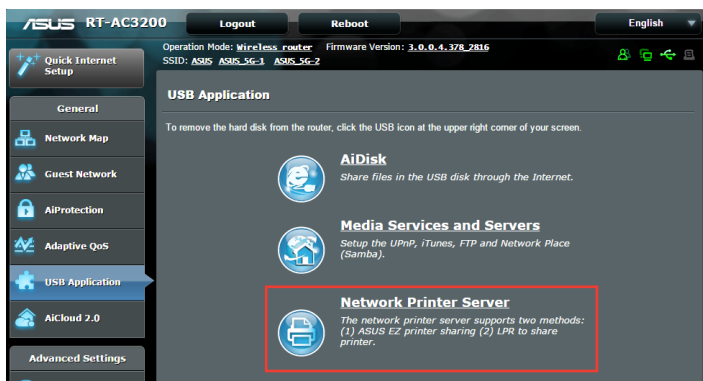 ASUS RT-AC3200 Logout Reboot English
Quick Internet Setup
Operation Mode: Wireless router Firmware Version: 3.0.0.4.378_2816
SSID: ASUS ASUS_5G-1 ASUS_5G-2
General
Network Map
Guest Network
AiProtection
Adaptive QoS
USB Application
AiCloud 2.0
Advanced Settings
USB Application
To remove the hard disk from the router, click the USB icon at the upper right corner of your screen.
AiDisk
Share files in the USB disk through the Internet.
Media Services and Servers
Setup the UPnP, iTunes, FTP and Network Place
(Samba).
Network Printer Server
The network printer server supports two methods:
(1) ASUS EZ printer sharing (2) LPR to share
printer.